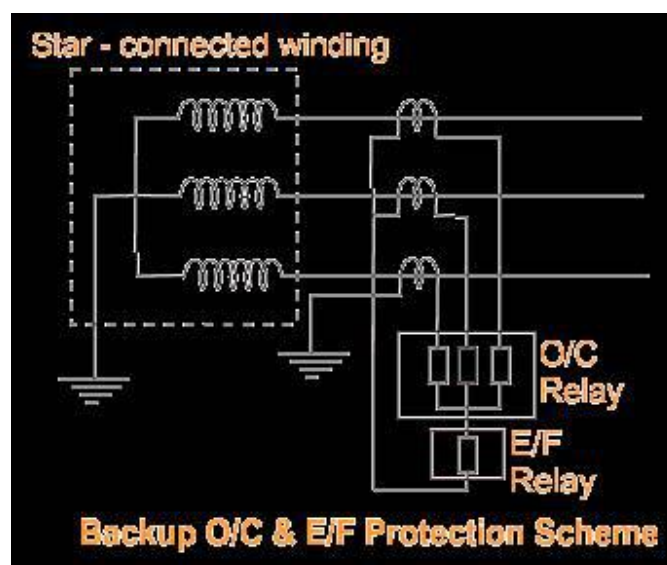 Star - connected winding
O/C
Relay
E/F
Relay
Backup O/C & E/F Protection Scheme